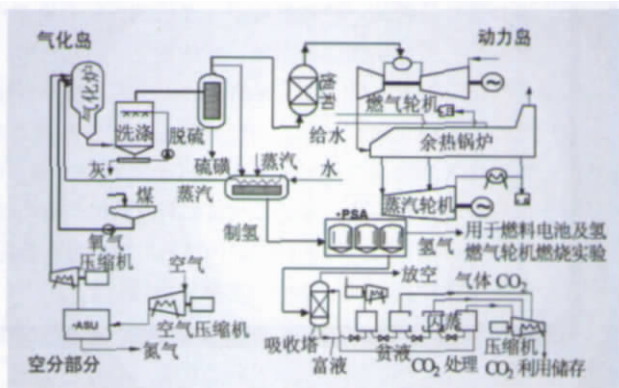 气化岛
动力岛
气化炉
饱和
燃气轮机
洗涤
脱硫
给水
余热锅炉
灰
硫磺
蒸汽
水
蒸汽
煤
蒸汽轮机
制氢
PSA
氢气
用于燃料电池及氢
燃气轮机燃烧实验
氧气
压缩机
空气
放空
气体 CO2
ASU
空气压缩机
闪蒸
吸收塔
贫液
压缩机
氮气
富液
CO2 处理
CO2 利用储存
空分部分